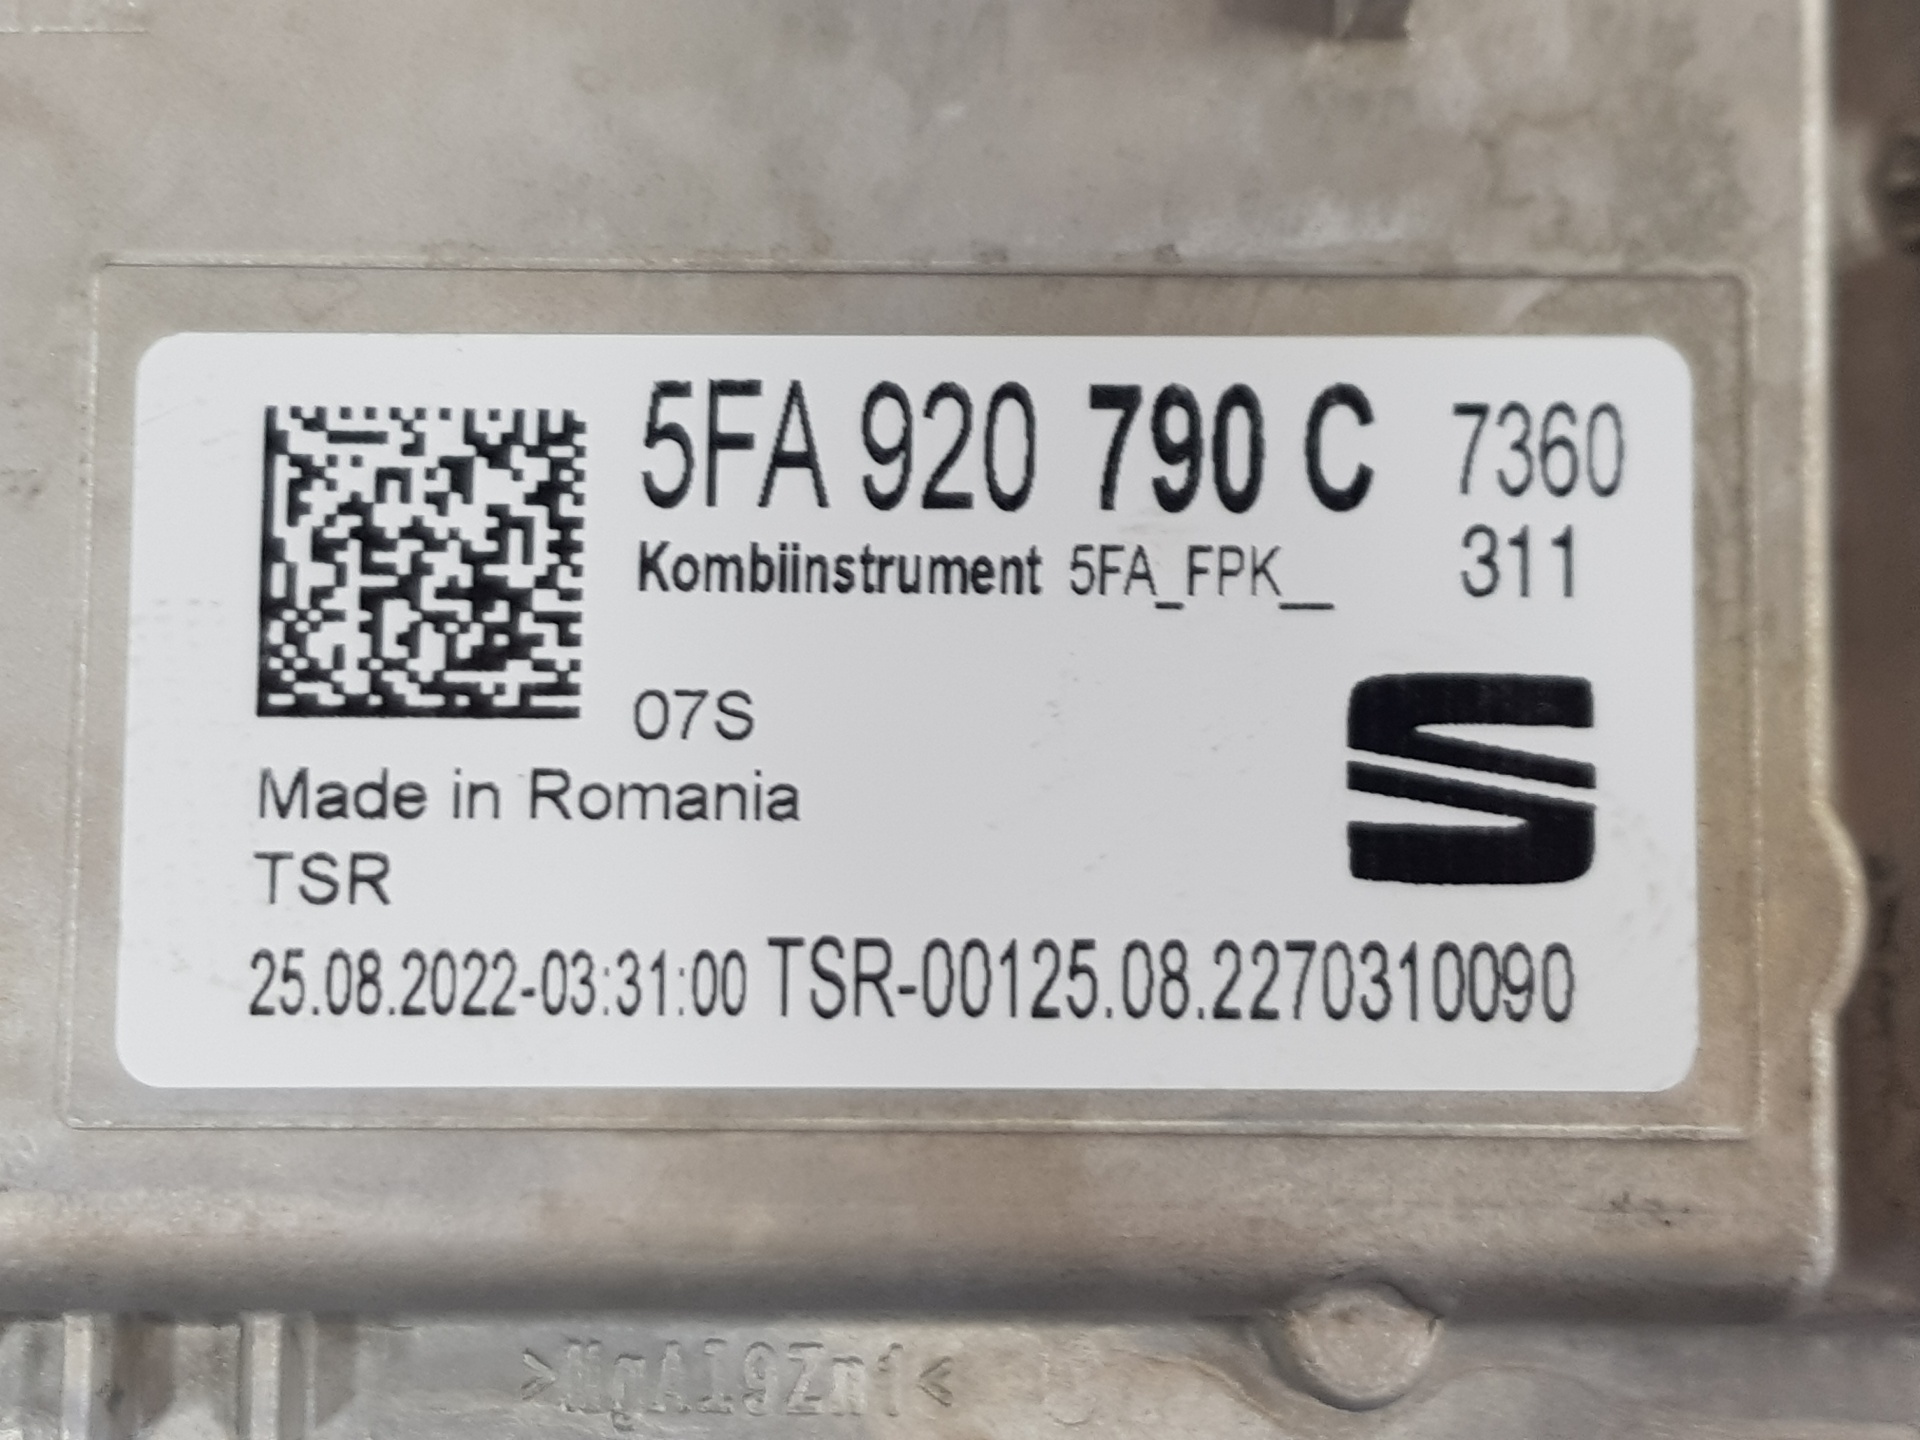 5FA 920 790 C 7360
Kombiinstrument 5FA_FPK__ 311
07S
Made in Romania
TSR
25.08.2022-03:31:00 TSR-00125.08.2270310090
>MgAl9Zn1<